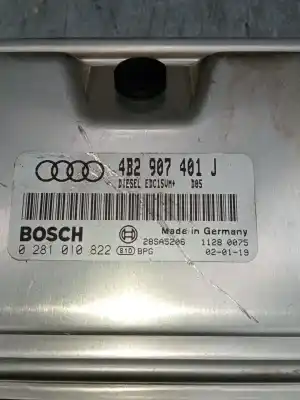 4B2 907 401 J
DIESEL EDC15VM+ D05
BOSCH
Made in Germany
28SA5206 1128 0075
0 281 010 822 810 BPG 02-01-19